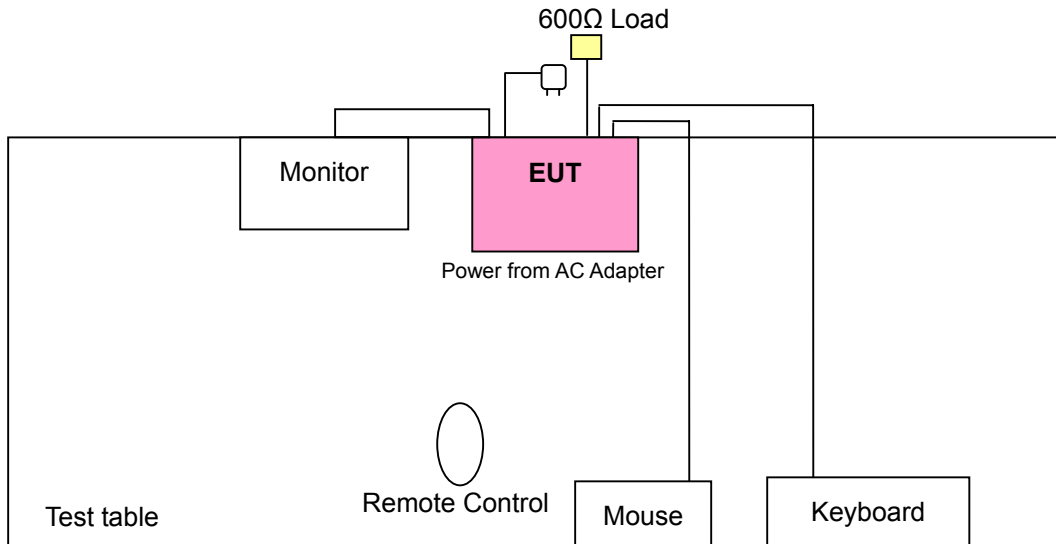 600Ω Load
Monitor
EUT
Power from AC Adapter
Remote Control
Test table
Mouse
Keyboard